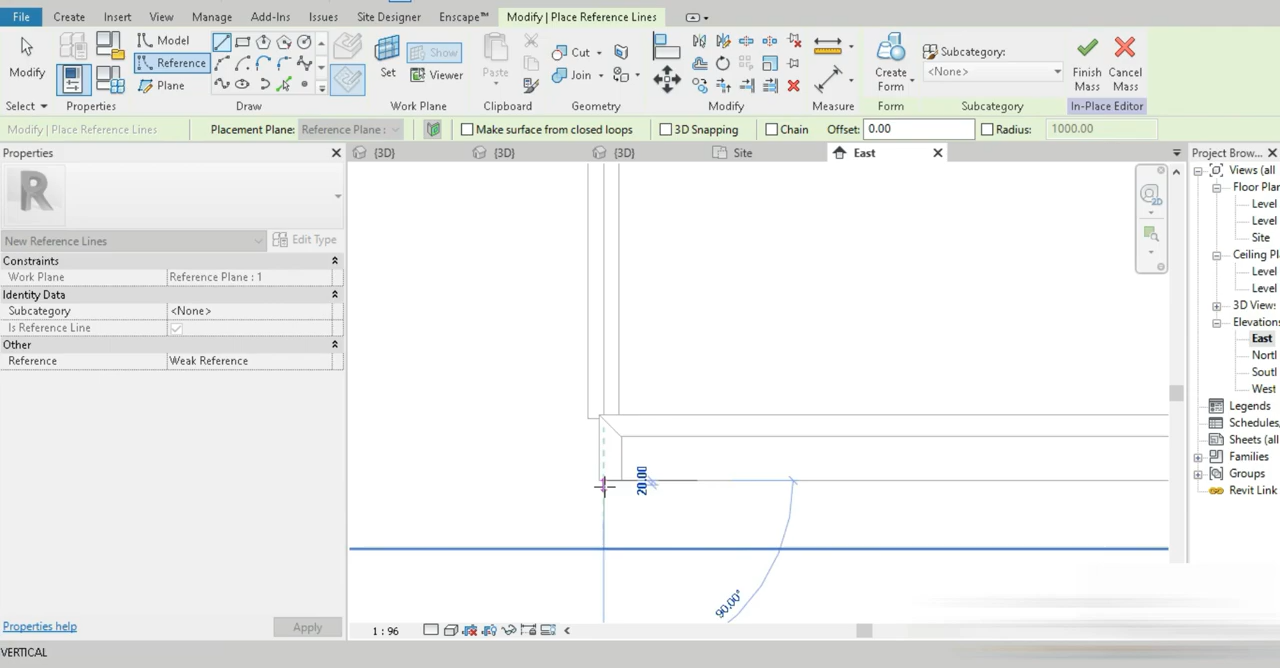 File Create Insert View Manage Add-Ins Issues Site Designer Enscape™ Modify | Place Reference Lines
Modify Model Reference Plane Set Show Viewer Paste Cut Join Create Form Subcategory: <None> Finish Mass Cancel Mass
Select Properties Draw Work Plane Clipboard Geometry Modify Measure Form Subcategory In-Place Editor
Modify | Place Reference Lines Placement Plane: Reference Plane : Make surface from closed loops 3D Snapping Chain Offset: 0.00 Radius: 1000.00
Properties {3D} {3D} {3D} Site East Project Brow...
R
Views (all
Floor Plan
Level
Level
Site
New Reference Lines Edit Type
Constraints
Ceiling Pl
Work Plane Reference Plane : 1
Level
Level
Identity Data
3D Views
Subcategory <None>
Elevations
Is Reference Line
East
Other
North
Reference Weak Reference
South
West
Legends
Schedules,
Sheets (all
Families
Groups
Revit Link
20.00
90.00°
Properties help Apply 1 : 96
VERTICAL